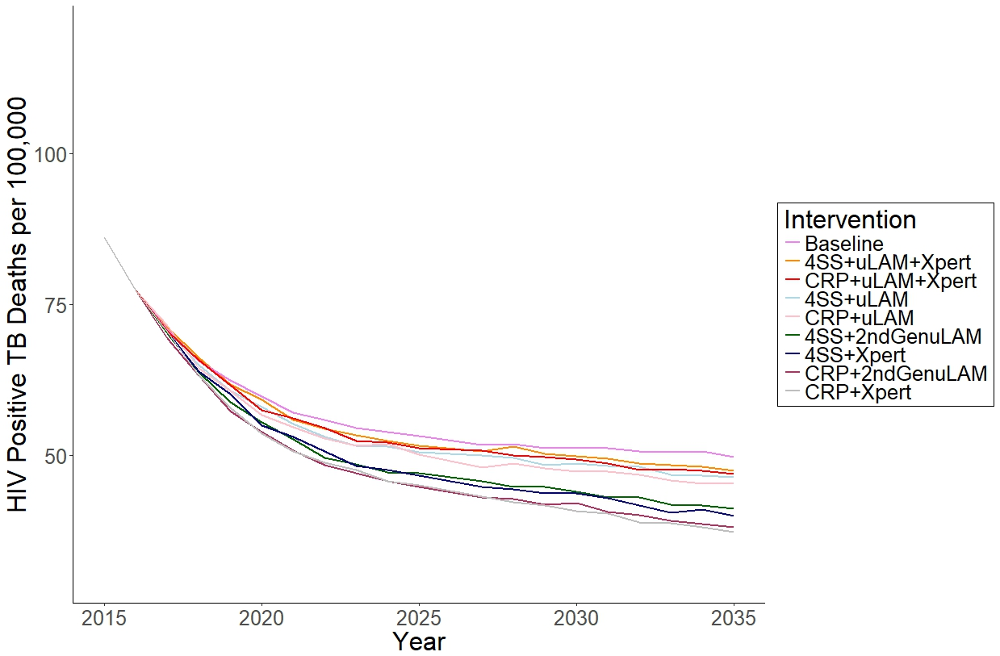 HIV Positive TB Deaths per 100,000
100
75
50
2015 2020 2025 2030 2035
Year
Intervention
Baseline
4SS+uLAM+Xpert
CRP+uLAM+Xpert
4SS+uLAM
CRP+uLAM
4SS+2ndGenuLAM
4SS+Xpert
CRP+2ndGenuLAM
CRP+Xpert